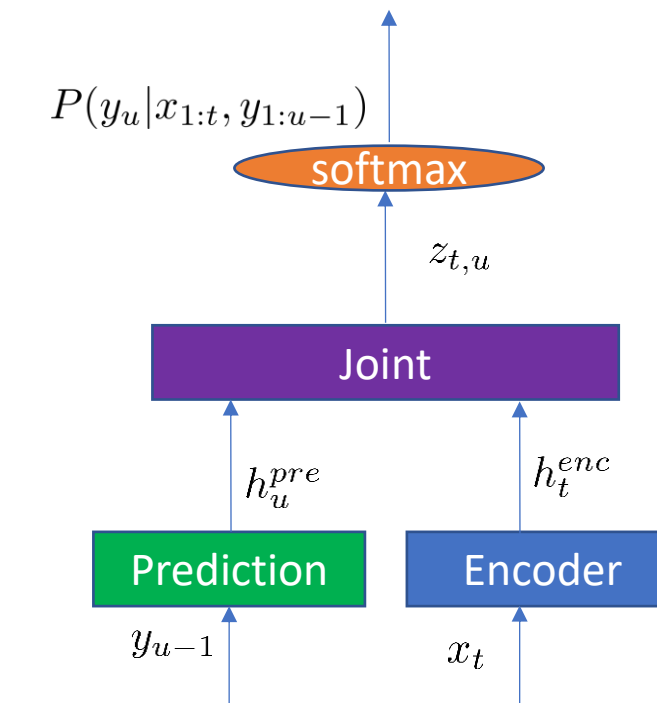 P(y_u|x_{1:t}, y_{1:u-1})
softmax
z_{t,u}
Joint
h_u^{pre}
h_t^{enc}
Prediction
Encoder
y_{u-1}
x_t